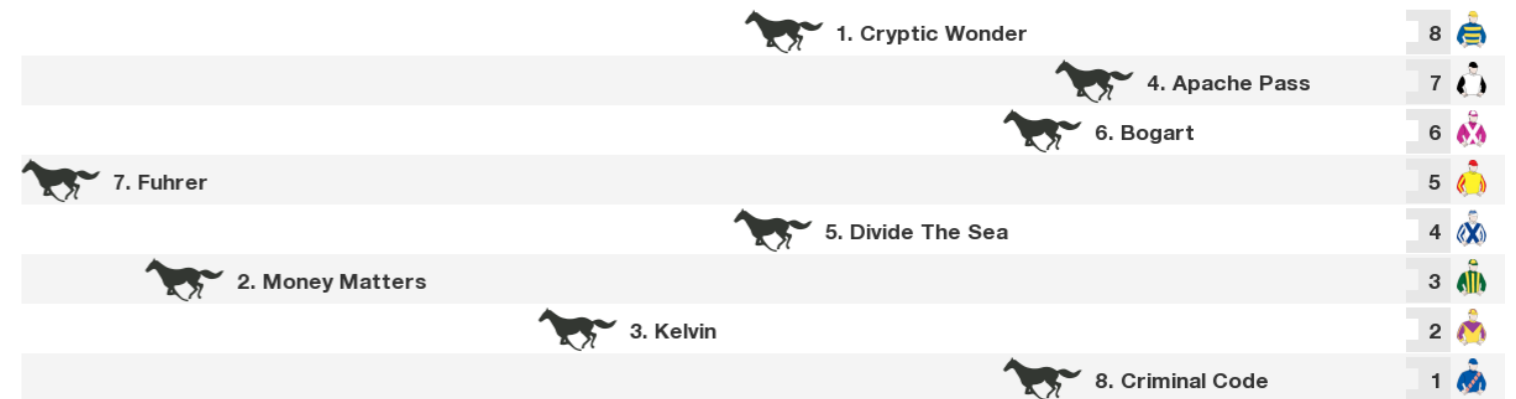 1. Cryptic Wonder 8
4. Apache Pass 7
6. Bogart 6
7. Fuhrer 5
5. Divide The Sea 4
2. Money Matters 3
3. Kelvin 2
8. Criminal Code 1